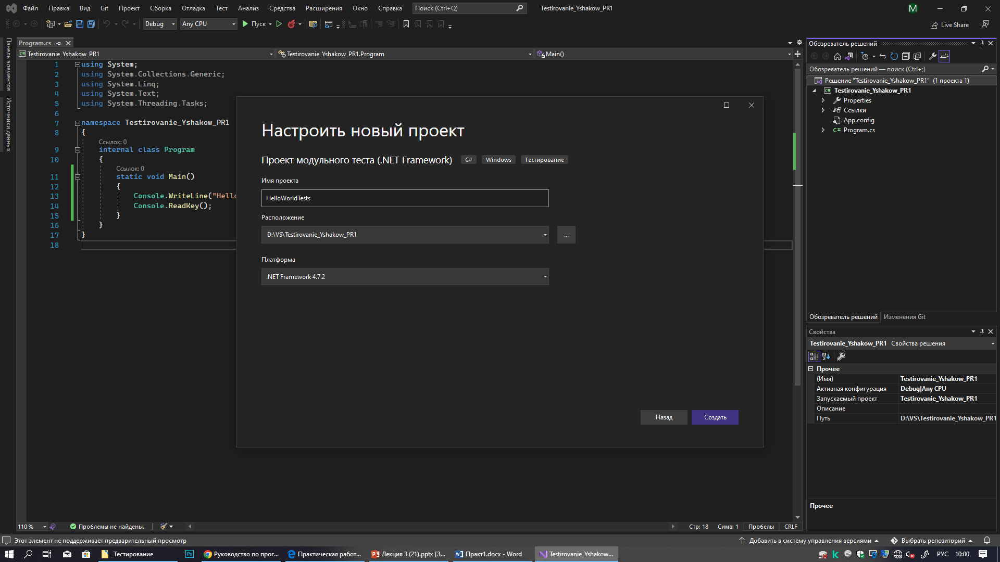 Файл Правка Вид Git Проект Сборка Отладка Тест Анализ Средства Расширения Окно Справка Поиск (Ctrl+Q) Testirovanie_Yshakow_PR1 M
Debug Any CPU Пуск Live Share
Панель элементов
Источники данных
Program.cs
Testirovanie_Yshakow_PR1 Testirovanie_Yshakow_PR1.Program Main()
1 using System;
2 using System.Collections.Generic;
3 using System.Linq;
4 using System.Text;
5 using System.Threading.Tasks;
6
7 namespace Testirovanie_Yshakow_PR1
8 {
Ссылок: 0
9 internal class Program
10 {
Ссылок: 0
11 static void Main()
12 {
13 Console.WriteLine("Hello
14 Console.ReadKey();
15 }
16 }
17 }
18
Настроить новый проект
Проект модульного теста (.NET Framework) C# Windows Тестирование
Имя проекта
HelloWorldTests
Расположение
D:\VS\Testirovanie_Yshakow_PR1
...
Платформа
.NET Framework 4.7.2
Назад Создать
Обозреватель решений
Обозреватель решений — поиск (Ctrl+;)
Решение "Testirovanie_Yshakow_PR1" (1 проекта 1)
C# Testirovanie_Yshakow_PR1
Properties
Ссылки
App.config
C# Program.cs
Обозреватель решений Изменения Git
Свойства
Testirovanie_Yshakow_PR1 Свойства решения
Прочее
(Имя) Testirovanie_Yshakow_PR1
Активная конфигурация Debug|Any CPU
Запускаемый проект Testirovanie_Yshakow_PR1
Описание
Путь D:\VS\Testirovanie_Yshakow_PR1
Прочее
110 % Проблемы не найдены. Стр: 18 Симв: 1 Пробелы CRLF
Этот элемент не поддерживает предварительный просмотр Добавить в систему управления версиями Выбрать репозиторий
_Тестирование Ps Руководство по прог... Практическая работ... Лекция 3 (21).pptx [З... Практ1.docx - Word Testirovanie_Yshakow... РУС 10:00